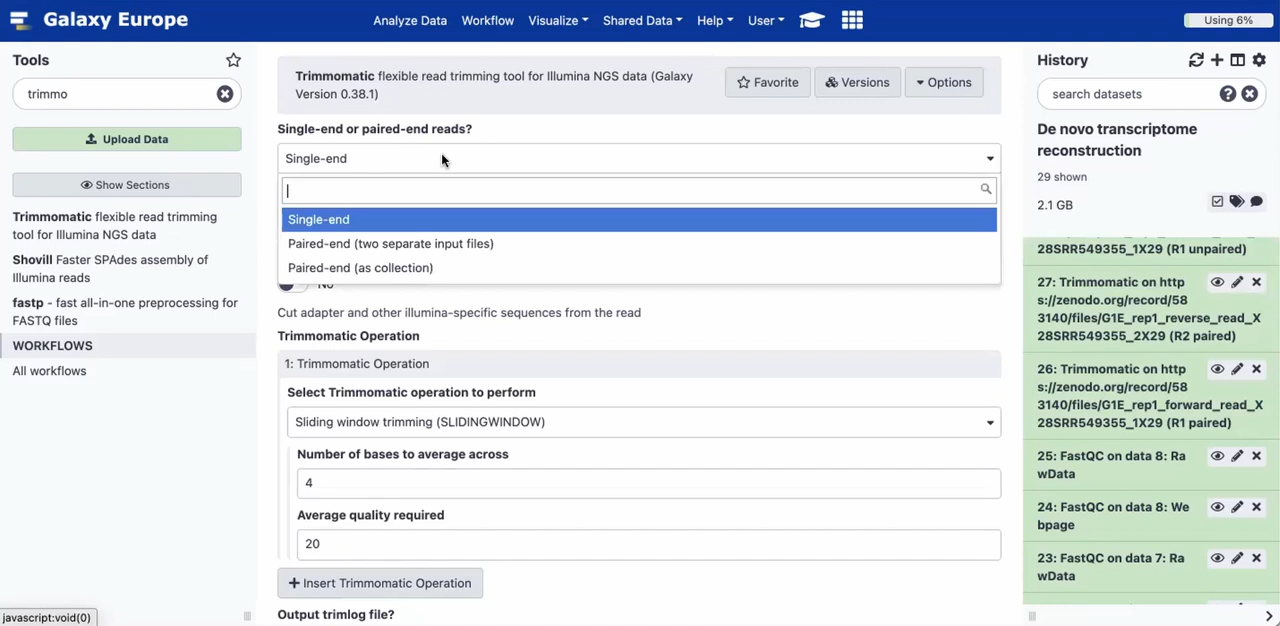 Galaxy Europe
Analyze Data
Workflow
Visualize
Shared Data
Help
User
Using 6%
Tools
trimmo
Upload Data
Show Sections
Trimmomatic flexible read trimming
tool for Illumina NGS data
Shovill Faster SPAdes assembly of
Illumina reads
fastp - fast all-in-one preprocessing for
FASTQ files
WORKFLOWS
All workflows
javascript:void(0)
Trimmomatic flexible read trimming tool for Illumina NGS data (Galaxy
Version 0.38.1)
Favorite
Versions
Options
Single-end or paired-end reads?
Single-end
Single-end
Paired-end (two separate input files)
Paired-end (as collection)
No
Cut adapter and other illumina-specific sequences from the read
Trimmomatic Operation
1: Trimmomatic Operation
Select Trimmomatic operation to perform
Sliding window trimming (SLIDINGWINDOW)
Number of bases to average across
4
Average quality required
20
Insert Trimmomatic Operation
Output trimlog file?
History
search datasets
De novo transcriptome
reconstruction
29 shown
2.1 GB
28SRR549355_1X29 (R1 unpaired)
27: Trimmomatic on http
s://zenodo.org/record/58
3140/files/G1E_rep1_reverse_read_X
28SRR549355_2X29 (R2 paired)
26: Trimmomatic on http
s://zenodo.org/record/58
3140/files/G1E_rep1_forward_read_X
28SRR549355_1X29 (R1 paired)
25: FastQC on data 8: Ra
wData
24: FastQC on data 8: We
bpage
23: FastQC on data 7: Ra
wData